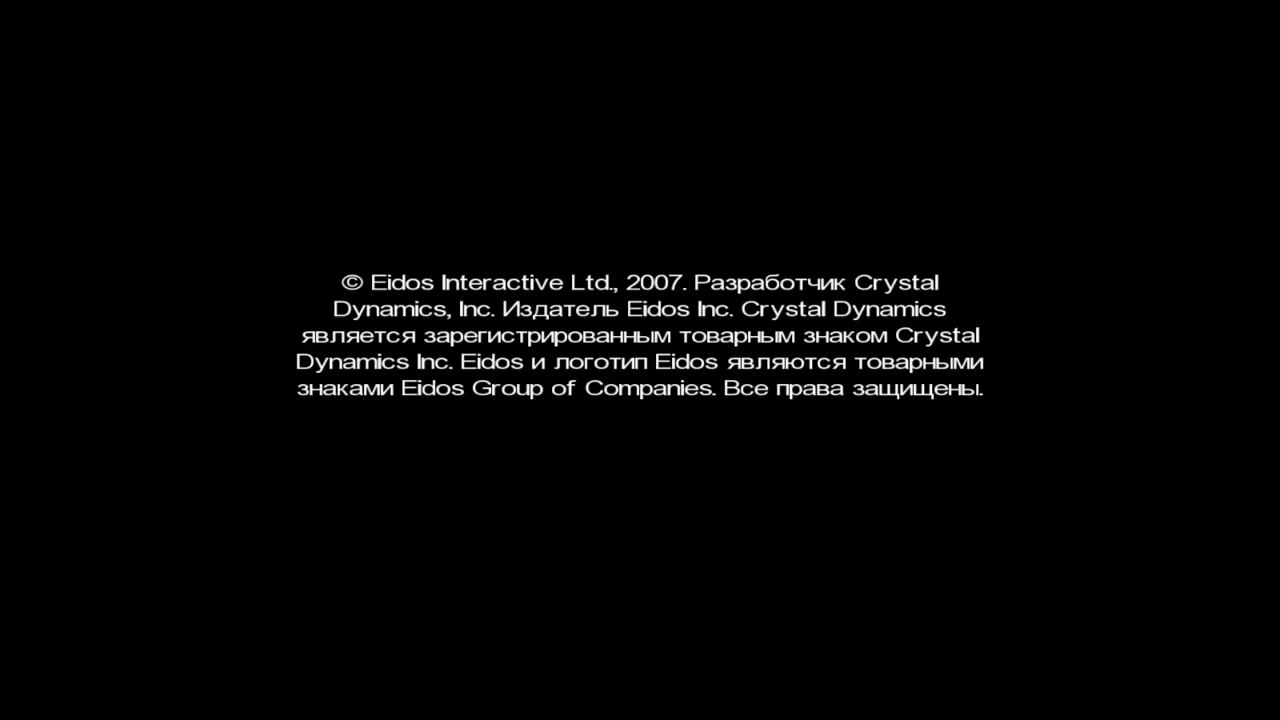 © Eidos Interactive Ltd., 2007. Разработчик Crystal
Dynamics, Inc. Издатель Eidos Inc. Crystal Dynamics
является зарегистрированным товарным знаком Crystal
Dynamics Inc. Eidos и логотип Eidos являются товарными
знаками Eidos Group of Companies. Все права защищены.